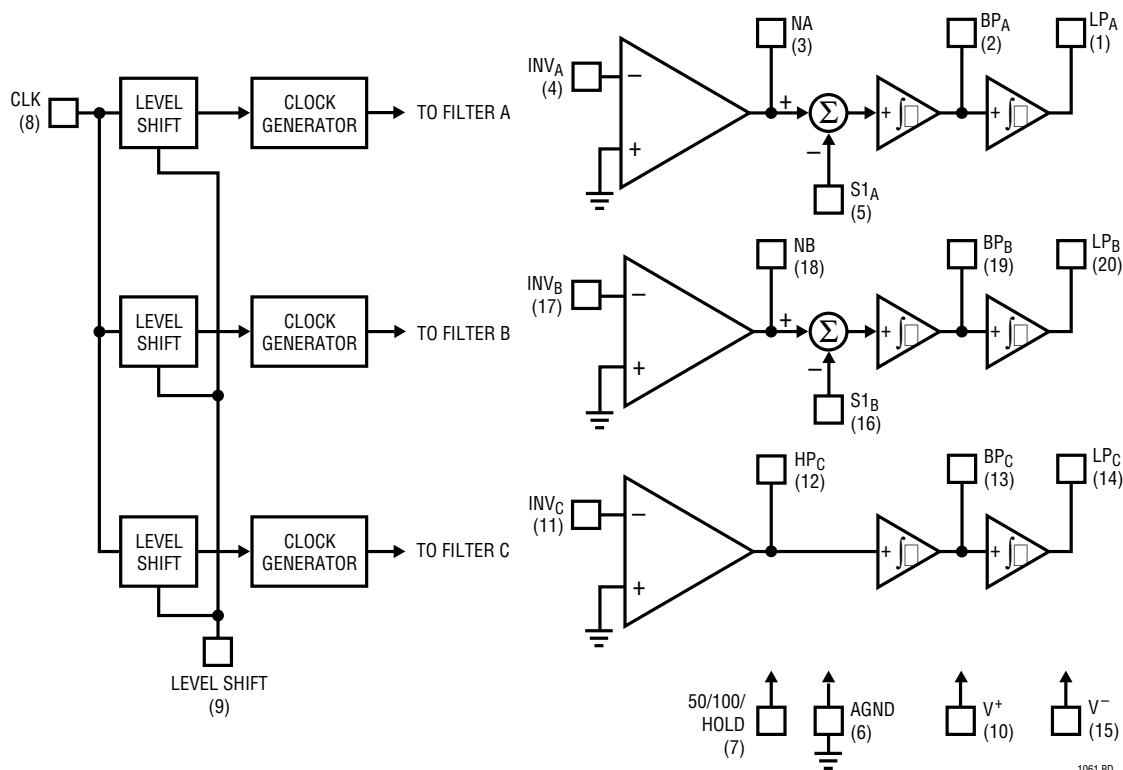 CLK
(8)
LEVEL
SHIFT
CLOCK
GENERATOR
TO FILTER A
LEVEL
SHIFT
CLOCK
GENERATOR
TO FILTER B
LEVEL
SHIFT
CLOCK
GENERATOR
TO FILTER C
LEVEL SHIFT
(9)
INVA
(4)
−
+
NA
(3)
+
Σ
−
S1A
(5)
+ ∫
BPA
(2)
+ ∫
LPA
(1)
INVB
(17)
−
+
NB
(18)
+
Σ
−
S1B
(16)
+ ∫
BPB
(19)
+ ∫
LPB
(20)
INVC
(11)
−
+
HPC
(12)
+ ∫
BPC
(13)
+ ∫
LPC
(14)
50/100/
HOLD
(7)
AGND
(6)
V+
(10)
V−
(15)
1061 BD